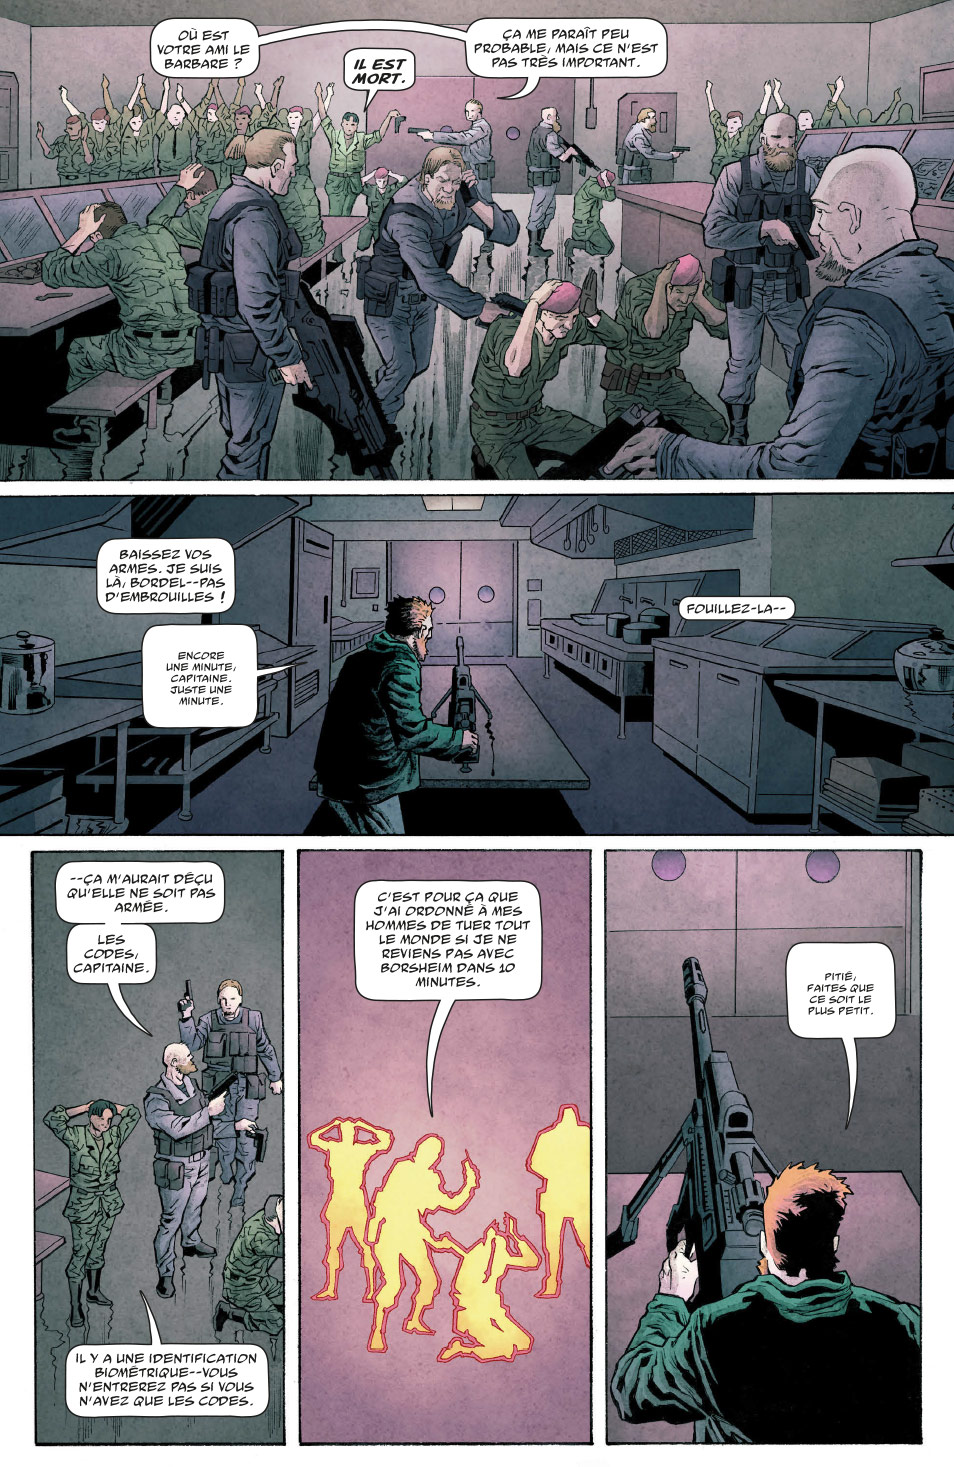 OÙ EST
VOTRE AMI LE
BARBARE ?
IL EST
MORT.
ÇA ME PARAÎT PEU
PROBABLE, MAIS CE N'EST
PAS TRÈS IMPORTANT.
BAISSEZ VOS
ARMES. JE SUIS
LÀ, BORDEL--PAS
D'EMBROUILLES !
ENCORE
UNE MINUTE,
CAPITAINE.
JUSTE UNE
MINUTE.
FOUILLEZ-LA--
--ÇA M'AURAIT DÉÇU
QU'ELLE NE SOIT PAS
ARMÉE.
LES
CODES,
CAPITAINE.
IL Y A UNE IDENTIFICATION
BIOMÉTRIQUE--VOUS
N'ENTREREZ PAS SI VOUS
N'AVEZ QUE LES CODES.
C'EST POUR ÇA QUE
J'AI ORDONNÉ À MES
HOMMES DE TUER TOUT
LE MONDE SI JE NE
REVIENS PAS AVEC
BORSHEIM DANS 10
MINUTES.
PITIÉ,
FAITES QUE
CE SOIT LE
PLUS PETIT.